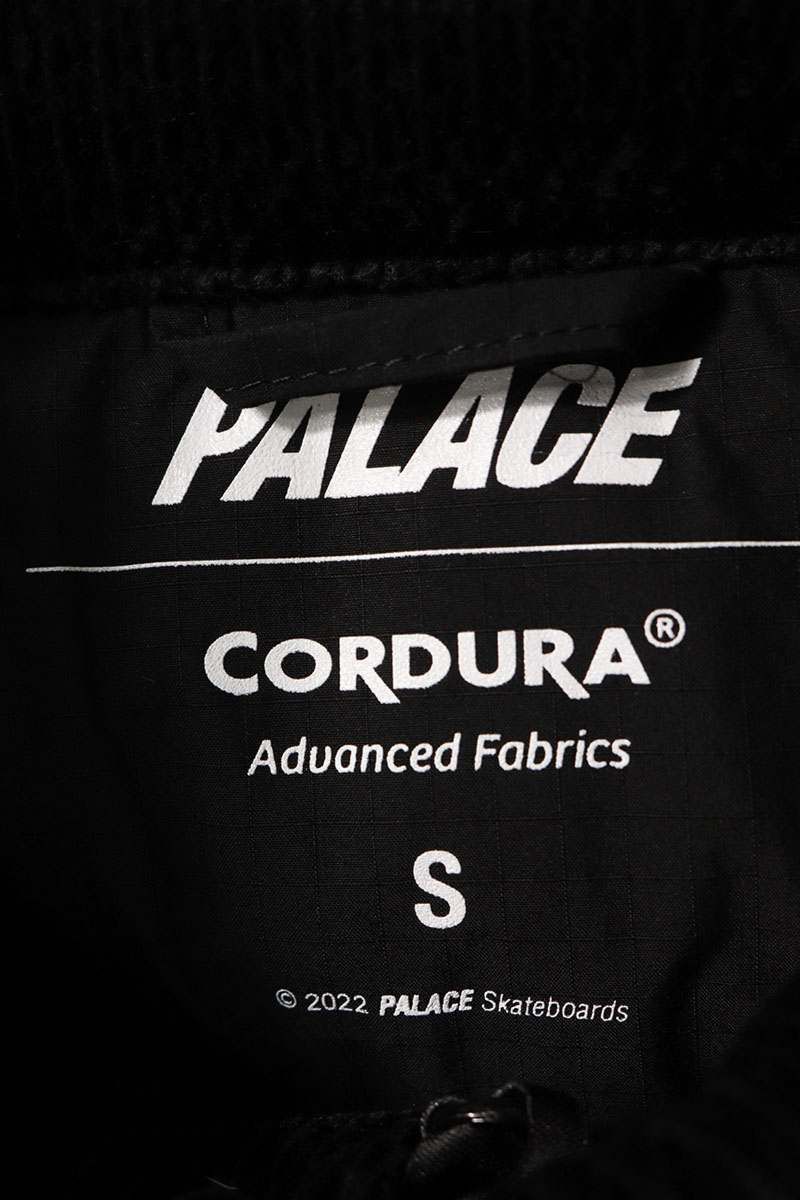 PALACE
CORDURA®
Advanced Fabrics
S
© 2022 PALACE Skateboards